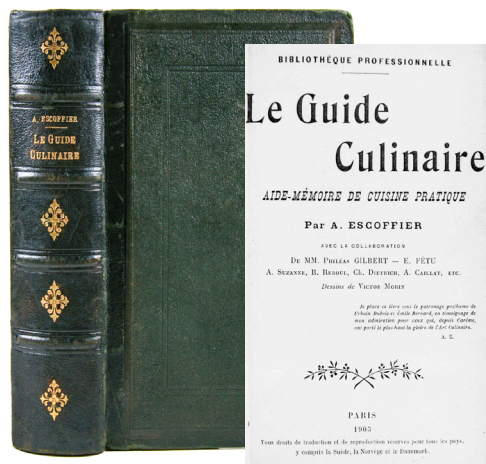 A. ESCOFFIER
LE GUIDE
CULINAIRE
BIBLIOTHÈQUE PROFESSIONNELLE
Le Guide
Culinaire
AIDE-MÉMOIRE DE CUISINE PRATIQUE
Par A. ESCOFFIER
AVEC LA COLLABORATION
DE MM. PHILÉAS GILBERT — E. FÉTU
A. SUZANNE, B. REBOUL, CH. DIETRICH, A. CAILLAT, ETC.
Dessins de VICTOR MORIN
Je place ce livre sous le patronage posthume de
Urbain Dubois et Émile Bernard, en témoignage de
mon admiration pour ceux qui, depuis Carême,
ont porté le plus haut la gloire de l'Art Culinaire.
A. E.
PARIS
1903
Tous droits de traduction et de reproduction réservés pour tous les pays,
y compris la Suède, la Norvège et le Danemark.